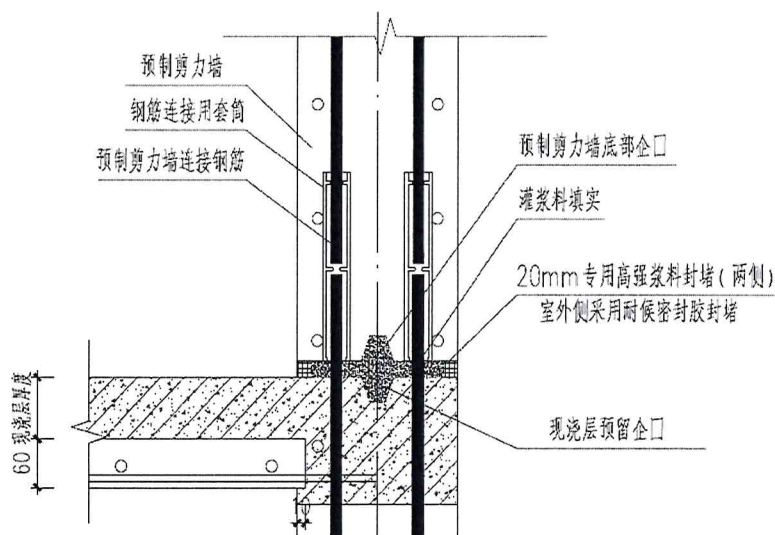 预制剪力墙
钢筋连接用套筒
预制剪力墙连接钢筋
预制剪力墙底部企口
灌浆料填实
20mm专用高强浆料封堵(两侧)
室外侧采用耐候密封胶封堵
现浇层预留企口
现浇层厚度
60